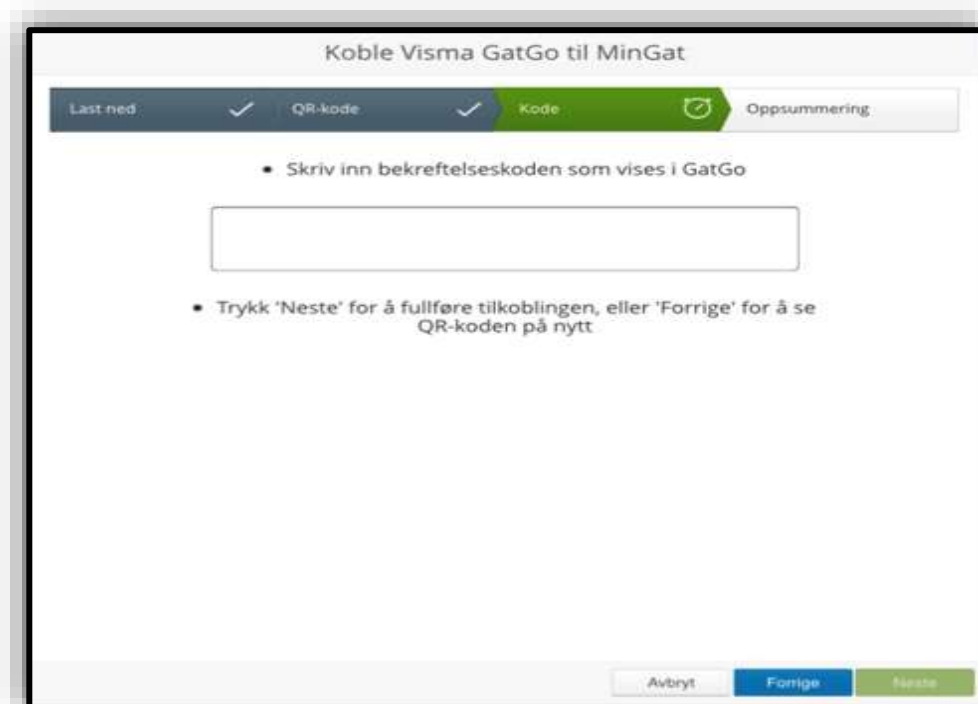 Koble Visma GatGo til MinGat
Last ned QR-kode Kode Oppsummering
• Skriv inn bekreftelseskoden som vises i GatGo
• Trykk 'Neste' for å fullføre tilkoblingen, eller 'Forrige' for å se
QR-koden på nytt
Avbryt Forrige Neste